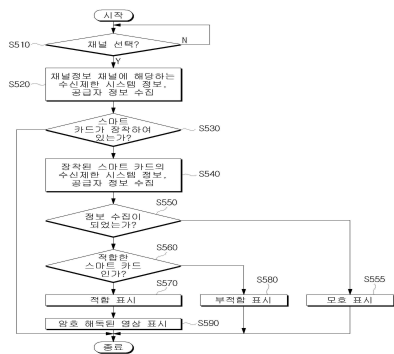 시작
S510
채널 선택?
N
Y
S520
채널정보 채널에 해당하는
수신제한 시스템 정보,
공급자 정보 수집
스마트
카드가 장착하여
있는가?
S530
장착된 스마트 카드의
수신제한 시스템 정보,
공급자 정보 수집
S540
S550
정보 수집이
되었는가?
S560
적합한
스마트 카드
인가?
S570
적합 표시
S580
부적합 표시
S555
모호 표시
암호 해독된 영상 표시
S590
종료